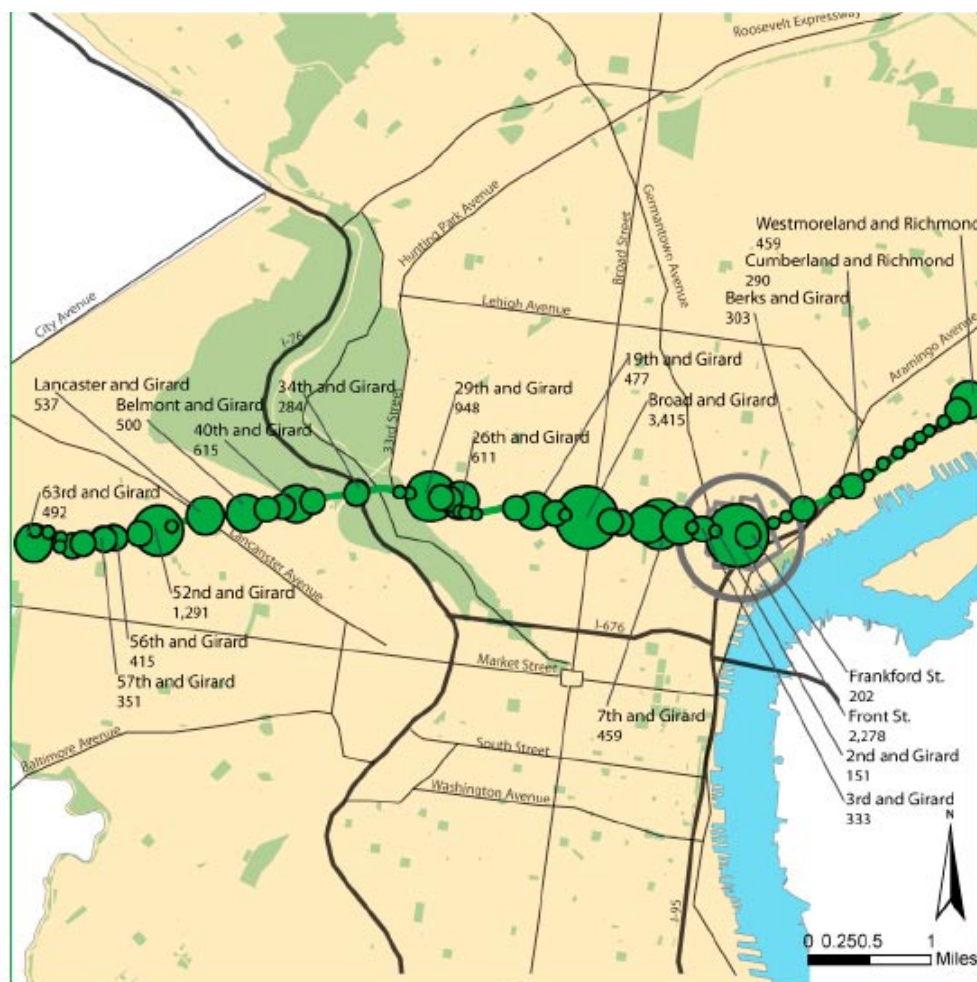 Roosevelt Expressway
Hunting Park Avenue
Germantown Avenue
Broad Street
Westmoreland and Richmond
459
Cumberland and Richmond
290
Berks and Girard
303
City Avenue
I-76
Lehigh Avenue
Aramingo Avenue
Lancaster and Girard
537
Belmont and Girard
500
40th and Girard
615
34th and Girard
284
33rd Street
29th and Girard
948
26th and Girard
611
19th and Girard
477
Broad and Girard
3,415
63rd and Girard
492
Lancanster Avenue
52nd and Girard
1,291
56th and Girard
415
57th and Girard
351
I-676
Market Street
7th and Girard
459
Frankford St.
202
Front St.
2,278
2nd and Girard
151
3rd and Girard
333
Baltimore Avenue
South Street
Washington Avenue
I-95
N
0 0.250.5 1
Miles